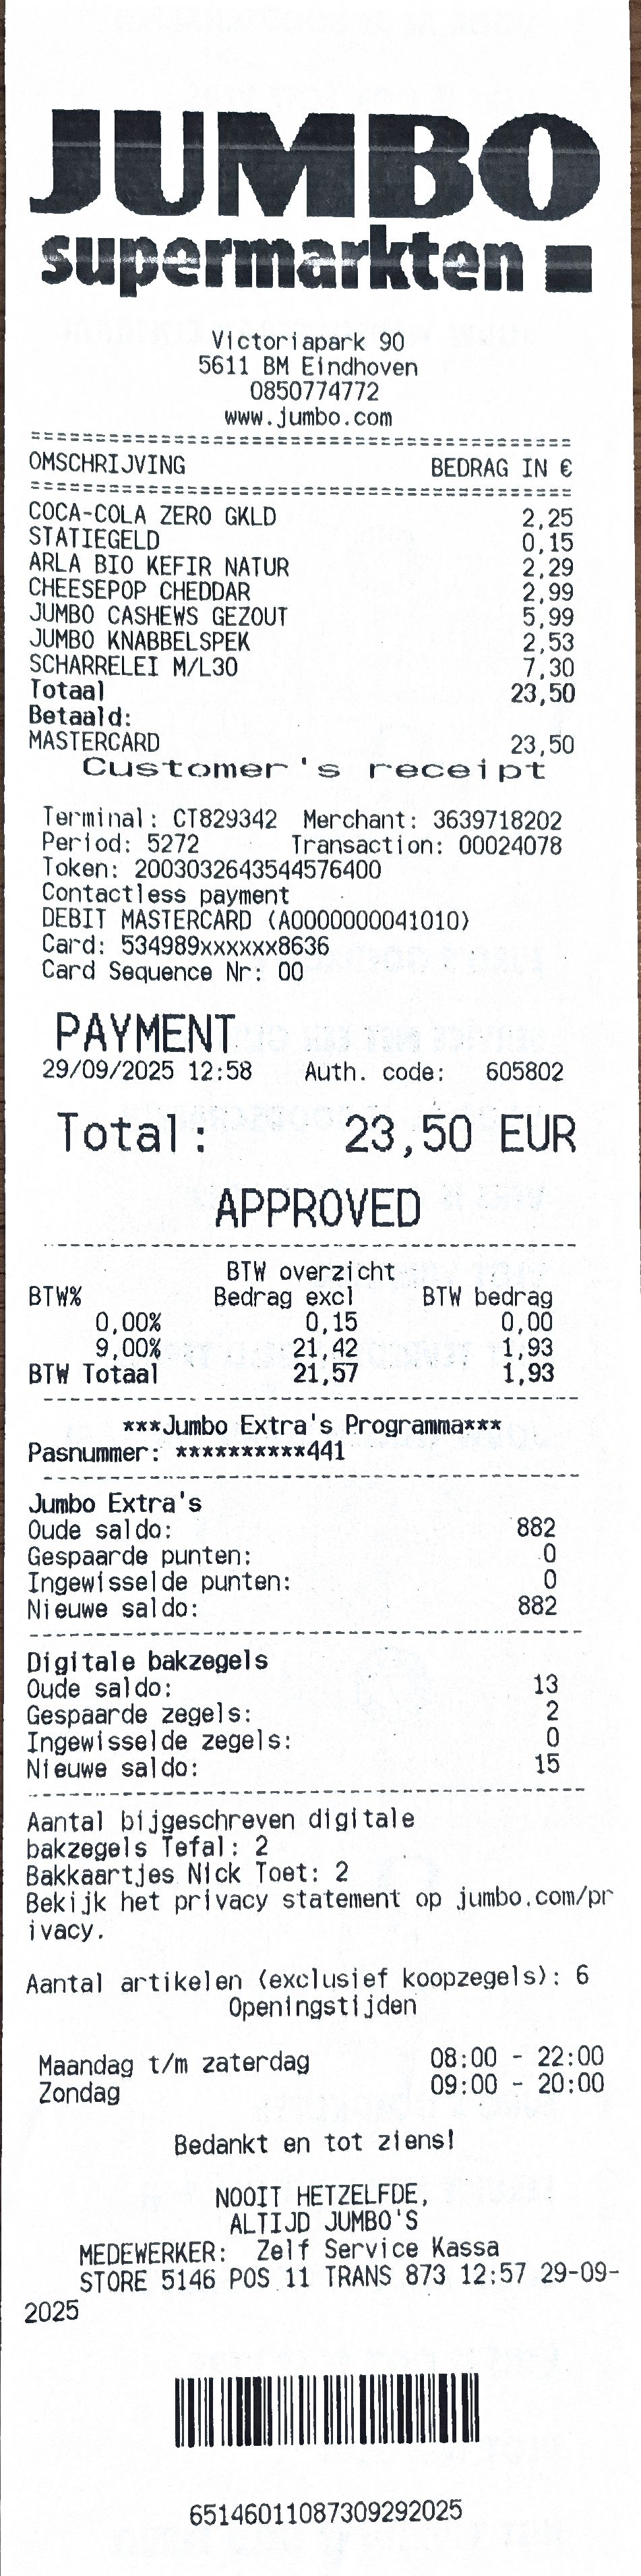 JUMBO
supermarkten
Victoriapark 90
5611 BM Eindhoven
0850774772
www.jumbo.com
==========================================
OMSCHRIJVING BEDRAG IN €
==========================================
COCA-COLA ZERO GKLD 2,25
STATIEGELD 0,15
ARLA BIO KEFIR NATUR 2,29
CHEESEPOP CHEDDAR 2,99
JUMBO CASHEWS GEZOUT 5,99
JUMBO KNABBELSPEK 2,53
SCHARRELEI M/L30 7,30
Totaal 23,50
Betaald:
MASTERCARD 23,50
Customer's receipt
Terminal: CT829342 Merchant: 3639718202
Period: 5272 Transaction: 00024078
Token: 2003032643544576400
Contactless payment
DEBIT MASTERCARD (A0000000041010)
Card: 534989xxxxxx8636
Card Sequence Nr: 00
PAYMENT
29/09/2025 12:58 Auth. code: 605802
Total: 23,50 EUR
APPROVED
------------------------------------------
BTW overzicht
BTW% Bedrag excl BTW bedrag
0,00% 0,15 0,00
9,00% 21,42 1,93
BTW Totaal 21,57 1,93
------------------------------------------
***Jumbo Extra's Programma***
Pasnummer: **********441
------------------------------------------
Jumbo Extra's
Oude saldo: 882
Gespaarde punten: 0
Ingewisselde punten: 0
Nieuwe saldo: 882
------------------------------------------
Digitale bakzegels
Oude saldo: 13
Gespaarde zegels: 2
Ingewisselde zegels: 0
Nieuwe saldo: 15
------------------------------------------
Aantal bijgeschreven digitale
bakzegels Tefal: 2
Bakkaartjes Nick Toet: 2
Bekijk het privacy statement op jumbo.com/pr
ivacy.
Aantal artikelen (exclusief koopzegels): 6
Openingstijden
Maandag t/m zaterdag 08:00 - 22:00
Zondag 09:00 - 20:00
Bedankt en tot ziens!
NOOIT HETZELFDE,
ALTIJD JUMBO'S
MEDEWERKER: Zelf Service Kassa
STORE 5146 POS 11 TRANS 873 12:57 29-09-
2025
65146011087309292025